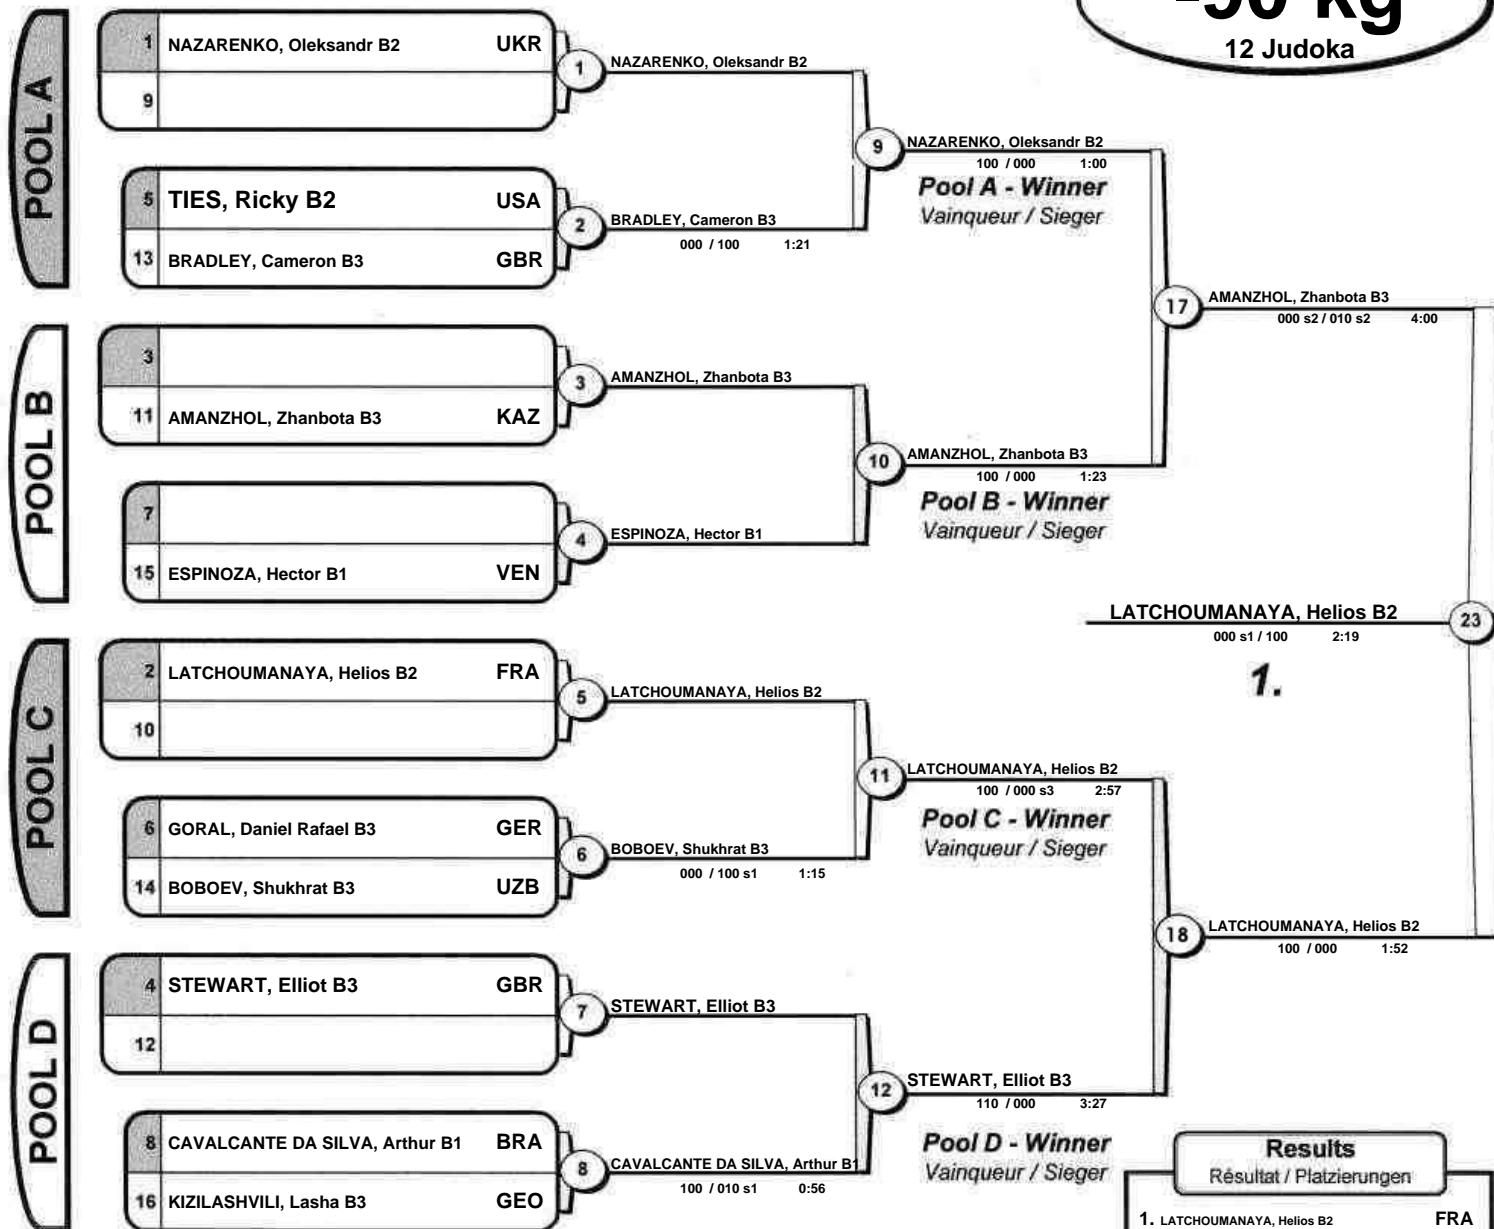 -90 kg
12 Judoka
POOL A
1 NAZARENKO, Oleksandr B2 UKR
9
1
NAZARENKO, Oleksandr B2
5 TIES, Ricky B2 USA
13 BRADLEY, Cameron B3 GBR
2
BRADLEY, Cameron B3
000 / 100 1:21
9
NAZARENKO, Oleksandr B2
100 / 000 1:00
Pool A - Winner
Vainqueur / Sieger
POOL B
3
11 AMANZHOL, Zhanbota B3 KAZ
3
AMANZHOL, Zhanbota B3
7
15 ESPINOZA, Hector B1 VEN
4
ESPINOZA, Hector B1
10
AMANZHOL, Zhanbota B3
100 / 000 1:23
Pool B - Winner
Vainqueur / Sieger
17
AMANZHOL, Zhanbota B3
000 s2 / 010 s2 4:00
LATCHOUMANAYA, Helios B2
23
000 s1 / 100 2:19
1.
POOL C
2 LATCHOUMANAYA, Helios B2 FRA
10
5
LATCHOUMANAYA, Helios B2
6 GORAL, Daniel Rafael B3 GER
14 BOBOEV, Shukhrat B3 UZB
6
BOBOEV, Shukhrat B3
000 / 100 s1 1:15
11
LATCHOUMANAYA, Helios B2
100 / 000 s3 2:57
Pool C - Winner
Vainqueur / Sieger
18
LATCHOUMANAYA, Helios B2
100 / 000 1:52
POOL D
4 STEWART, Elliot B3 GBR
12
7
STEWART, Elliot B3
8 CAVALCANTE DA SILVA, Arthur B1 BRA
16 KIZILASHVILI, Lasha B3 GEO
8
CAVALCANTE DA SILVA, Arthur B1
100 / 010 s1 0:56
12
STEWART, Elliot B3
110 / 000 3:27
Pool D - Winner
Vainqueur / Sieger
Results
Résultat / Platzierungen
1. LATCHOUMANAYA, Helios B2 FRA